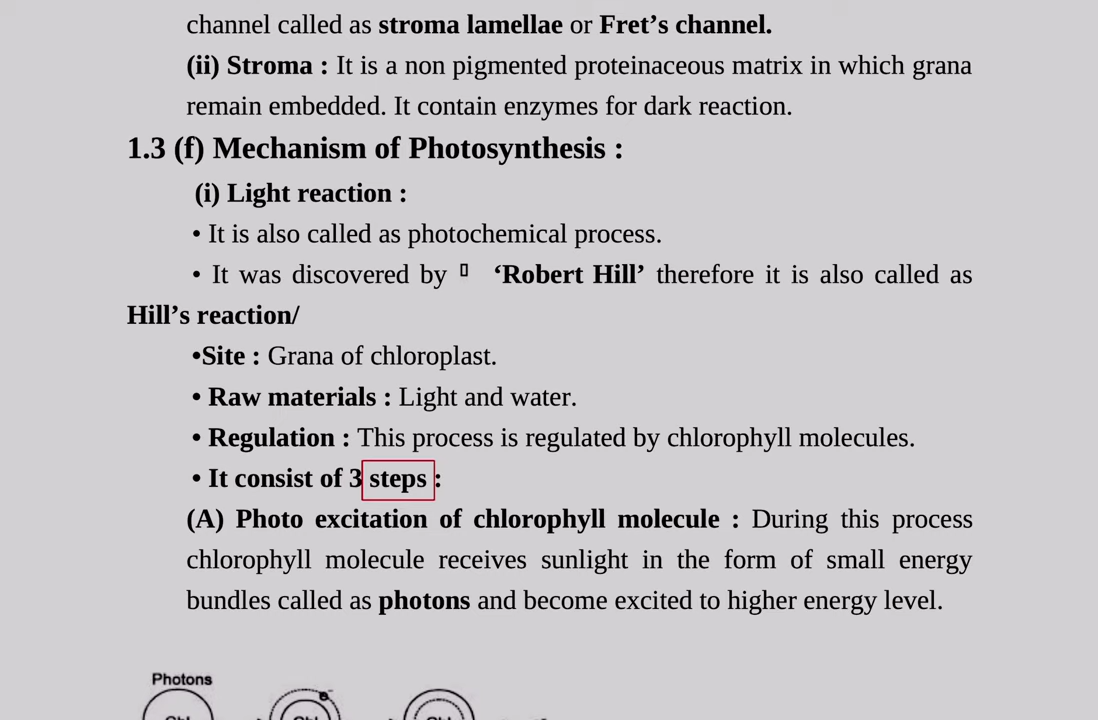 channel called as stroma lamellae or Fret’s channel.
(ii) Stroma : It is a non pigmented proteinaceous matrix in which grana
remain embedded. It contain enzymes for dark reaction.
1.3 (f) Mechanism of Photosynthesis :
(i) Light reaction :
• It is also called as photochemical process.
• It was discovered by ▯ ‘Robert Hill’ therefore it is also called as
Hill’s reaction/
•Site : Grana of chloroplast.
• Raw materials : Light and water.
• Regulation : This process is regulated by chlorophyll molecules.
• It consist of 3 steps :
(A) Photo excitation of chlorophyll molecule : During this process
chlorophyll molecule receives sunlight in the form of small energy
bundles called as photons and become excited to higher energy level.
Photons
e⁻